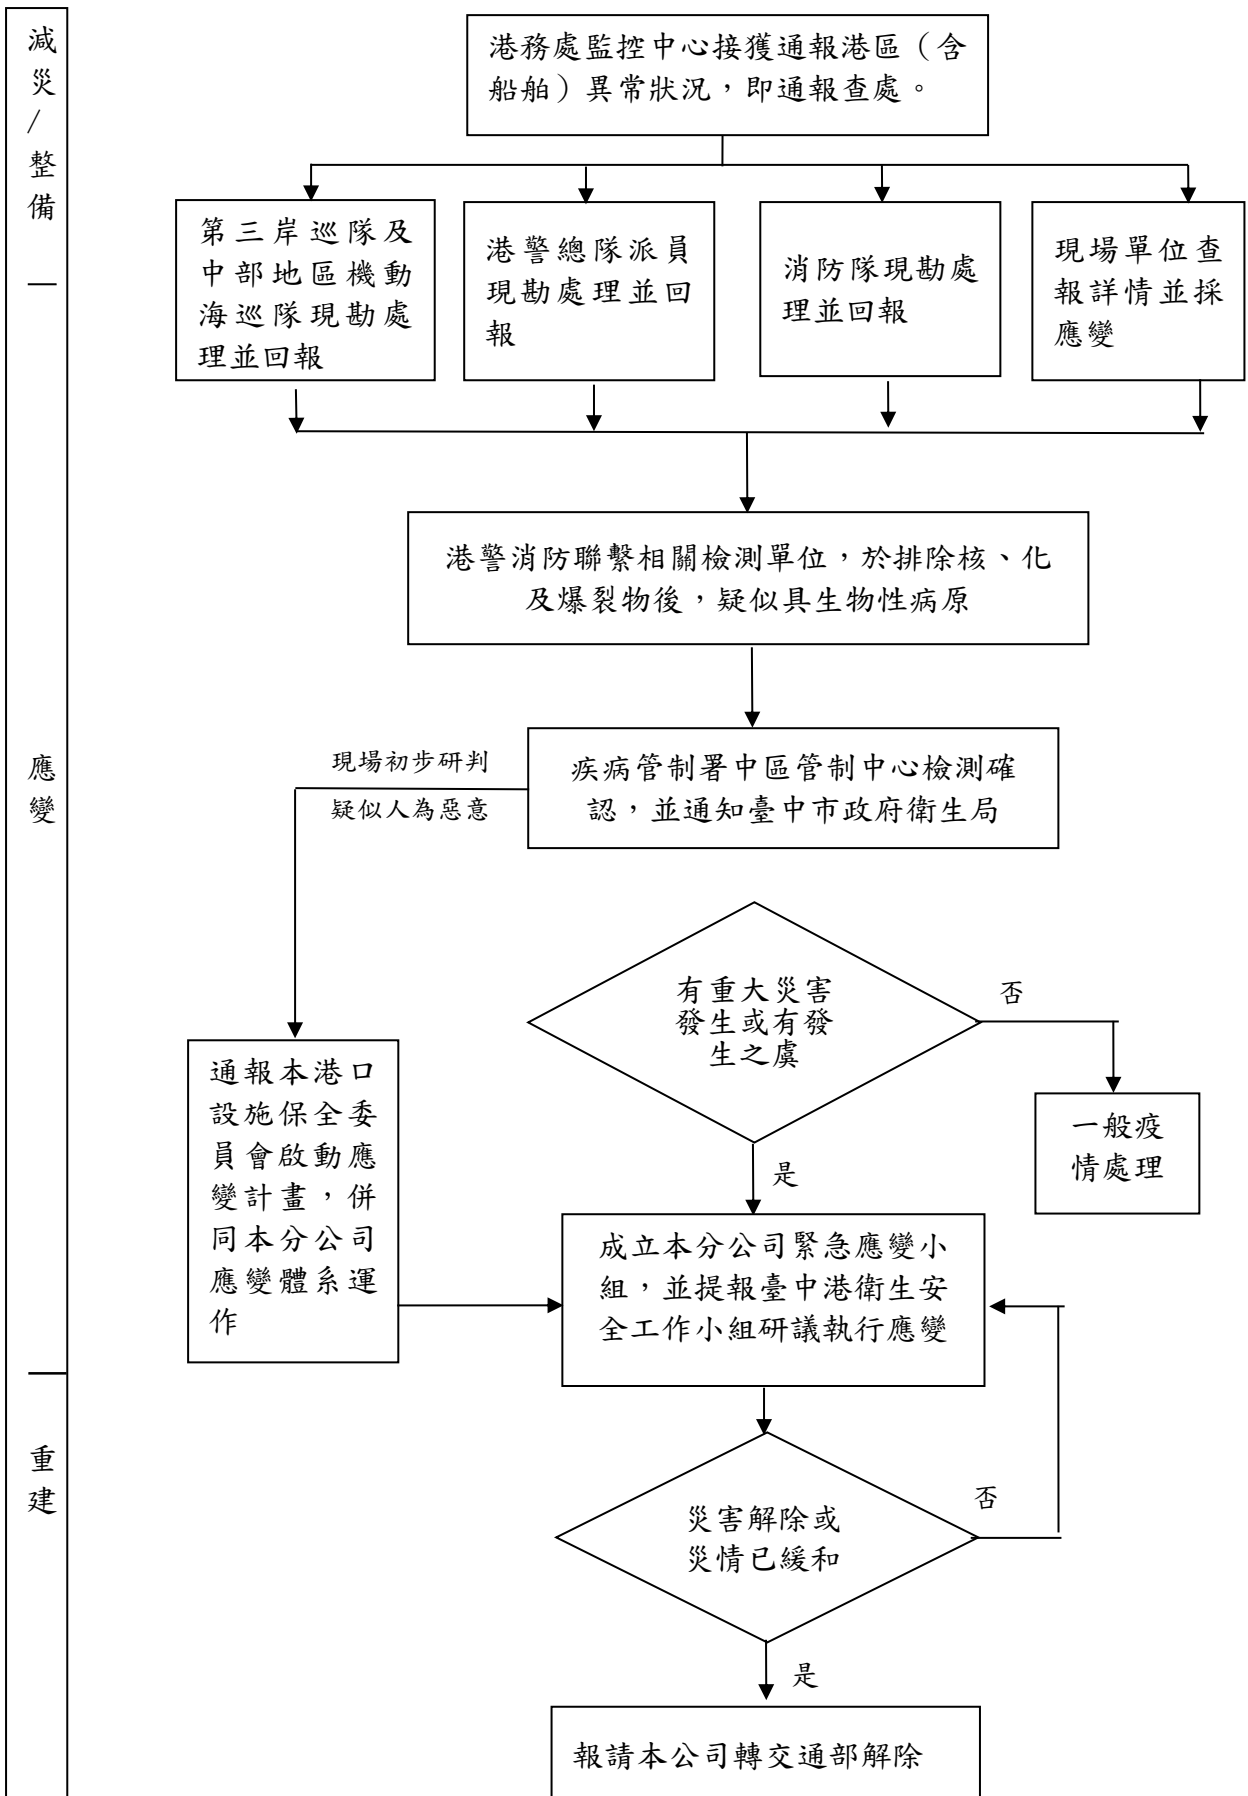 減災/整備
港務處監控中心接獲通報港區（含
船舶）異常狀況，即通報查處。
第三岸巡隊及
中部地區機動
海巡隊現勘處
理並回報
港警總隊派員
現勘處理並回
報
消防隊現勘處
理並回報
現場單位查
報詳情並採
應變
港警消防聯繫相關檢測單位，於排除核、化
及爆裂物後，疑似具生物性病原
應變
現場初步研判
疑似人為惡意
疾病管制署中區管制中心檢測確
認，並通知臺中市政府衛生局
有重大災害
發生或有發
生之虞
否
一般疫
情處理
通報本港口
設施保全委
員會啟動應
變計畫，併
同本分公司
應變體系運
作
是
成立本分公司緊急應變小
組，並提報臺中港衛生安
全工作小組研議執行應變
重建
災害解除或
災情已緩和
否
是
報請本公司轉交通部解除